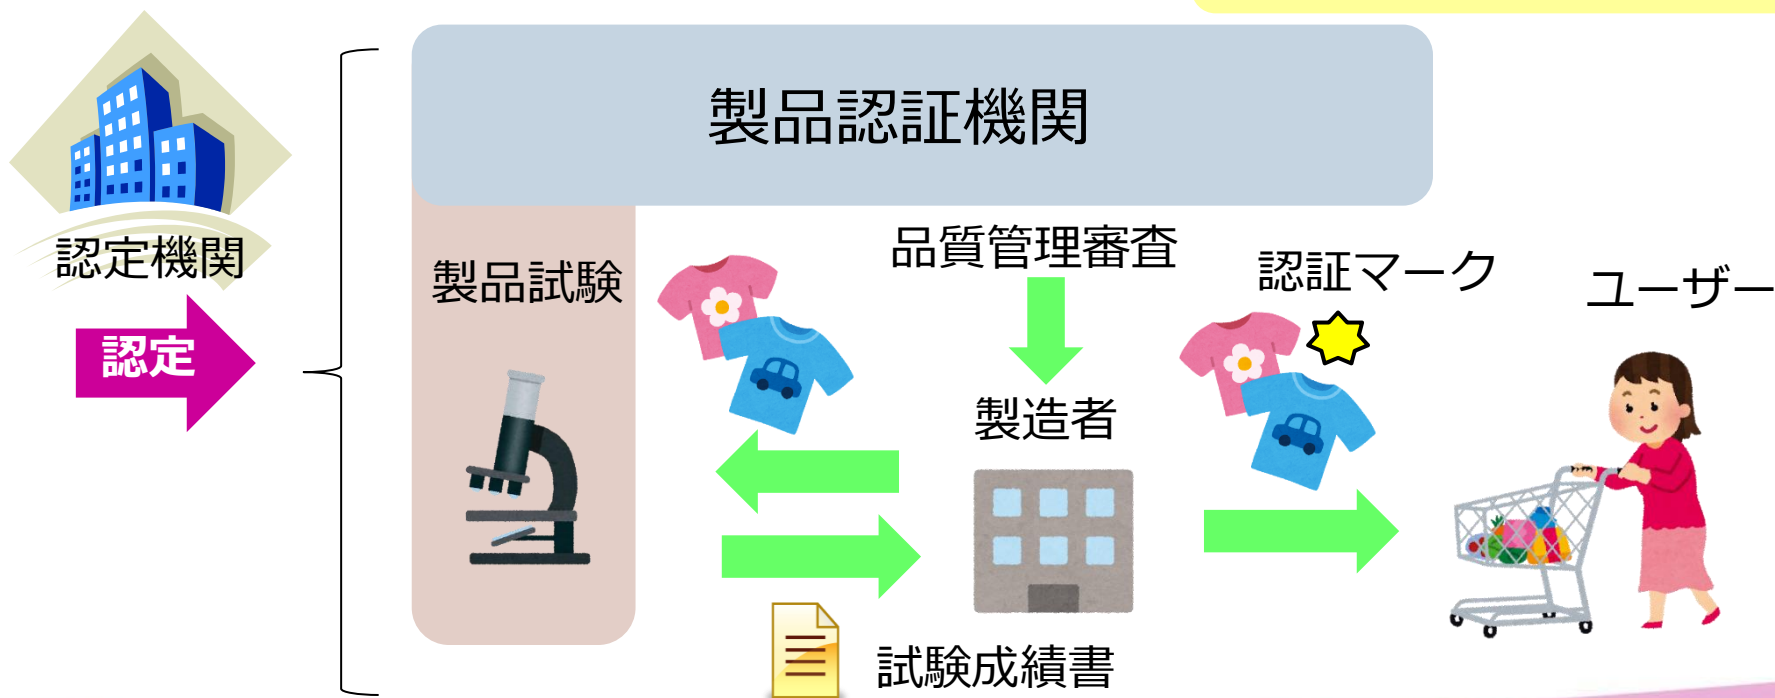 製品認証機関
認定機関
認定
製品試験
品質管理審査
認証マーク
ユーザー
製造者
試験成績書